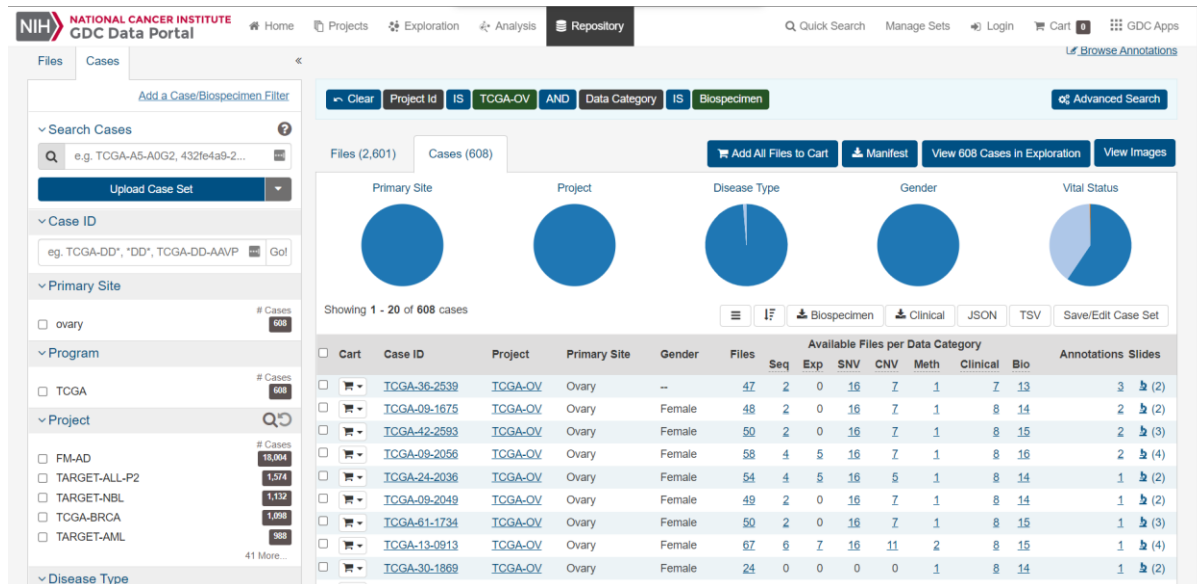 NIH NATIONAL CANCER INSTITUTE
GDC Data Portal
Home Projects Exploration Analysis Repository Quick Search Manage Sets Login Cart 0 GDC Apps
Browse Annotations
Files Cases «
Add a Case/Biospecimen Filter
Search Cases ?
e.g. TCGA-A5-A0G2, 432fe4a9-2...
Upload Case Set
Case ID
eg. TCGA-DD*, *DD*, TCGA-DD-AAVP Go!
Primary Site
# Cases
ovary 608
Program
# Cases
TCGA 608
Project
# Cases
FM-AD 18,004
TARGET-ALL-P2 1,574
TARGET-NBL 1,132
TCGA-BRCA 1,098
TARGET-AML 988
41 More...
Disease Type
Clear Project Id IS TCGA-OV AND Data Category IS Biospecimen Advanced Search
Files (2,601) Cases (608) Add All Files to Cart Manifest View 608 Cases in Exploration View Images
Primary Site Project Disease Type Gender Vital Status
Showing 1 - 20 of 608 cases
Biospecimen Clinical JSON TSV Save/Edit Case Set
Available Files per Data Category
Cart Case ID Project Primary Site Gender Files Seq Exp SNV CNV Meth Clinical Bio Annotations Slides
TCGA-36-2539 TCGA-OV Ovary -- 47 2 0 16 7 1 7 13 3 (2)
TCGA-09-1675 TCGA-OV Ovary Female 48 2 0 16 7 1 8 14 2 (2)
TCGA-42-2593 TCGA-OV Ovary Female 50 2 0 16 7 1 8 15 2 (3)
TCGA-09-2056 TCGA-OV Ovary Female 58 4 5 16 7 1 8 16 2 (4)
TCGA-24-2036 TCGA-OV Ovary Female 54 4 5 16 5 1 8 14 1 (2)
TCGA-09-2049 TCGA-OV Ovary Female 49 2 0 16 7 1 8 14 1 (2)
TCGA-61-1734 TCGA-OV Ovary Female 50 2 0 16 7 1 8 15 1 (3)
TCGA-13-0913 TCGA-OV Ovary Female 67 6 7 16 11 2 8 15 1 (4)
TCGA-30-1869 TCGA-OV Ovary Female 24 0 0 0 0 1 8 14 1 (2)